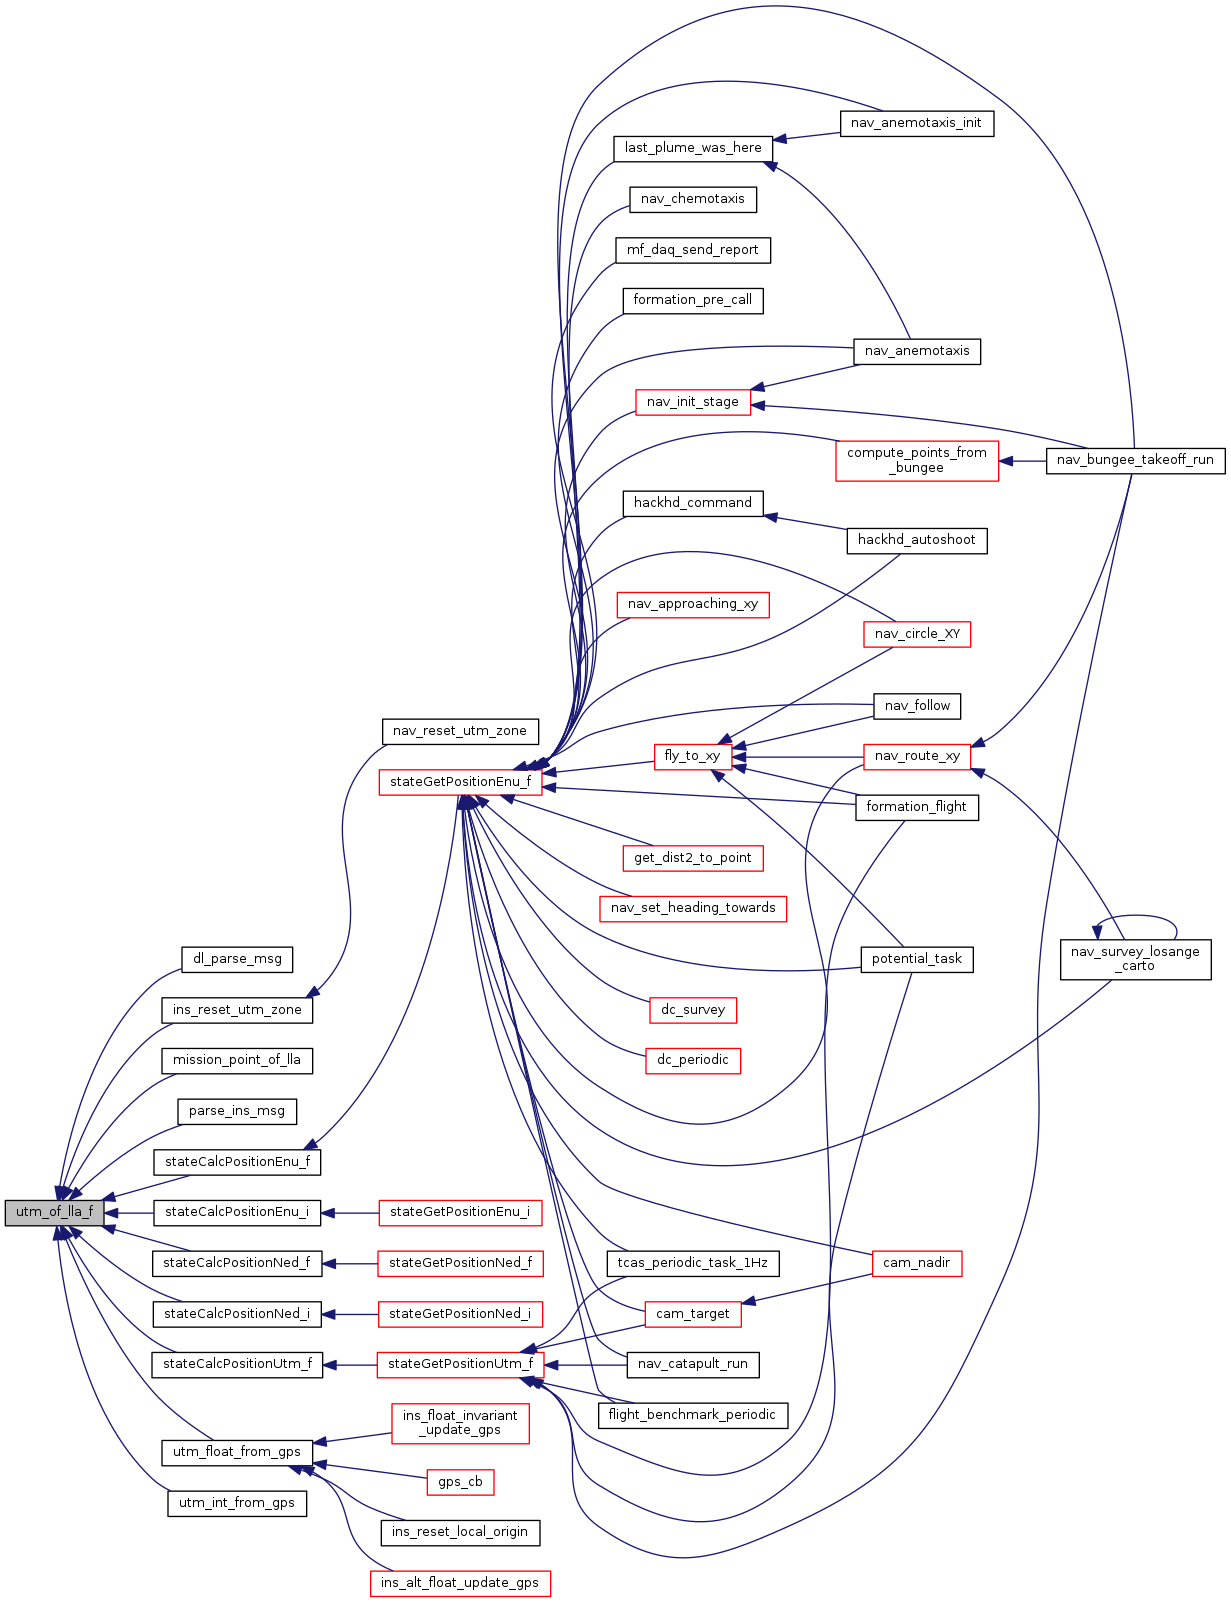 nav_anemotaxis_init
last_plume_was_here
nav_chemotaxis
mf_daq_send_report
formation_pre_call
nav_anemotaxis
nav_init_stage
compute_points_from
_bungee
nav_bungee_takeoff_run
hackhd_command
hackhd_autoshoot
nav_approaching_xy
nav_circle_XY
nav_follow
nav_reset_utm_zone
fly_to_xy
nav_route_xy
stateGetPositionEnu_f
formation_flight
get_dist2_to_point
nav_set_heading_towards
dl_parse_msg
potential_task
nav_survey_losange
_carto
ins_reset_utm_zone
dc_survey
mission_point_of_lla
dc_periodic
parse_ins_msg
stateCalcPositionEnu_f
utm_of_lla_f
stateCalcPositionEnu_i
stateGetPositionEnu_i
stateCalcPositionNed_f
stateGetPositionNed_f
tcas_periodic_task_1Hz
cam_nadir
stateCalcPositionNed_i
stateGetPositionNed_i
cam_target
stateCalcPositionUtm_f
stateGetPositionUtm_f
nav_catapult_run
flight_benchmark_periodic
ins_float_invariant
_update_gps
utm_float_from_gps
gps_cb
utm_int_from_gps
ins_reset_local_origin
ins_alt_float_update_gps